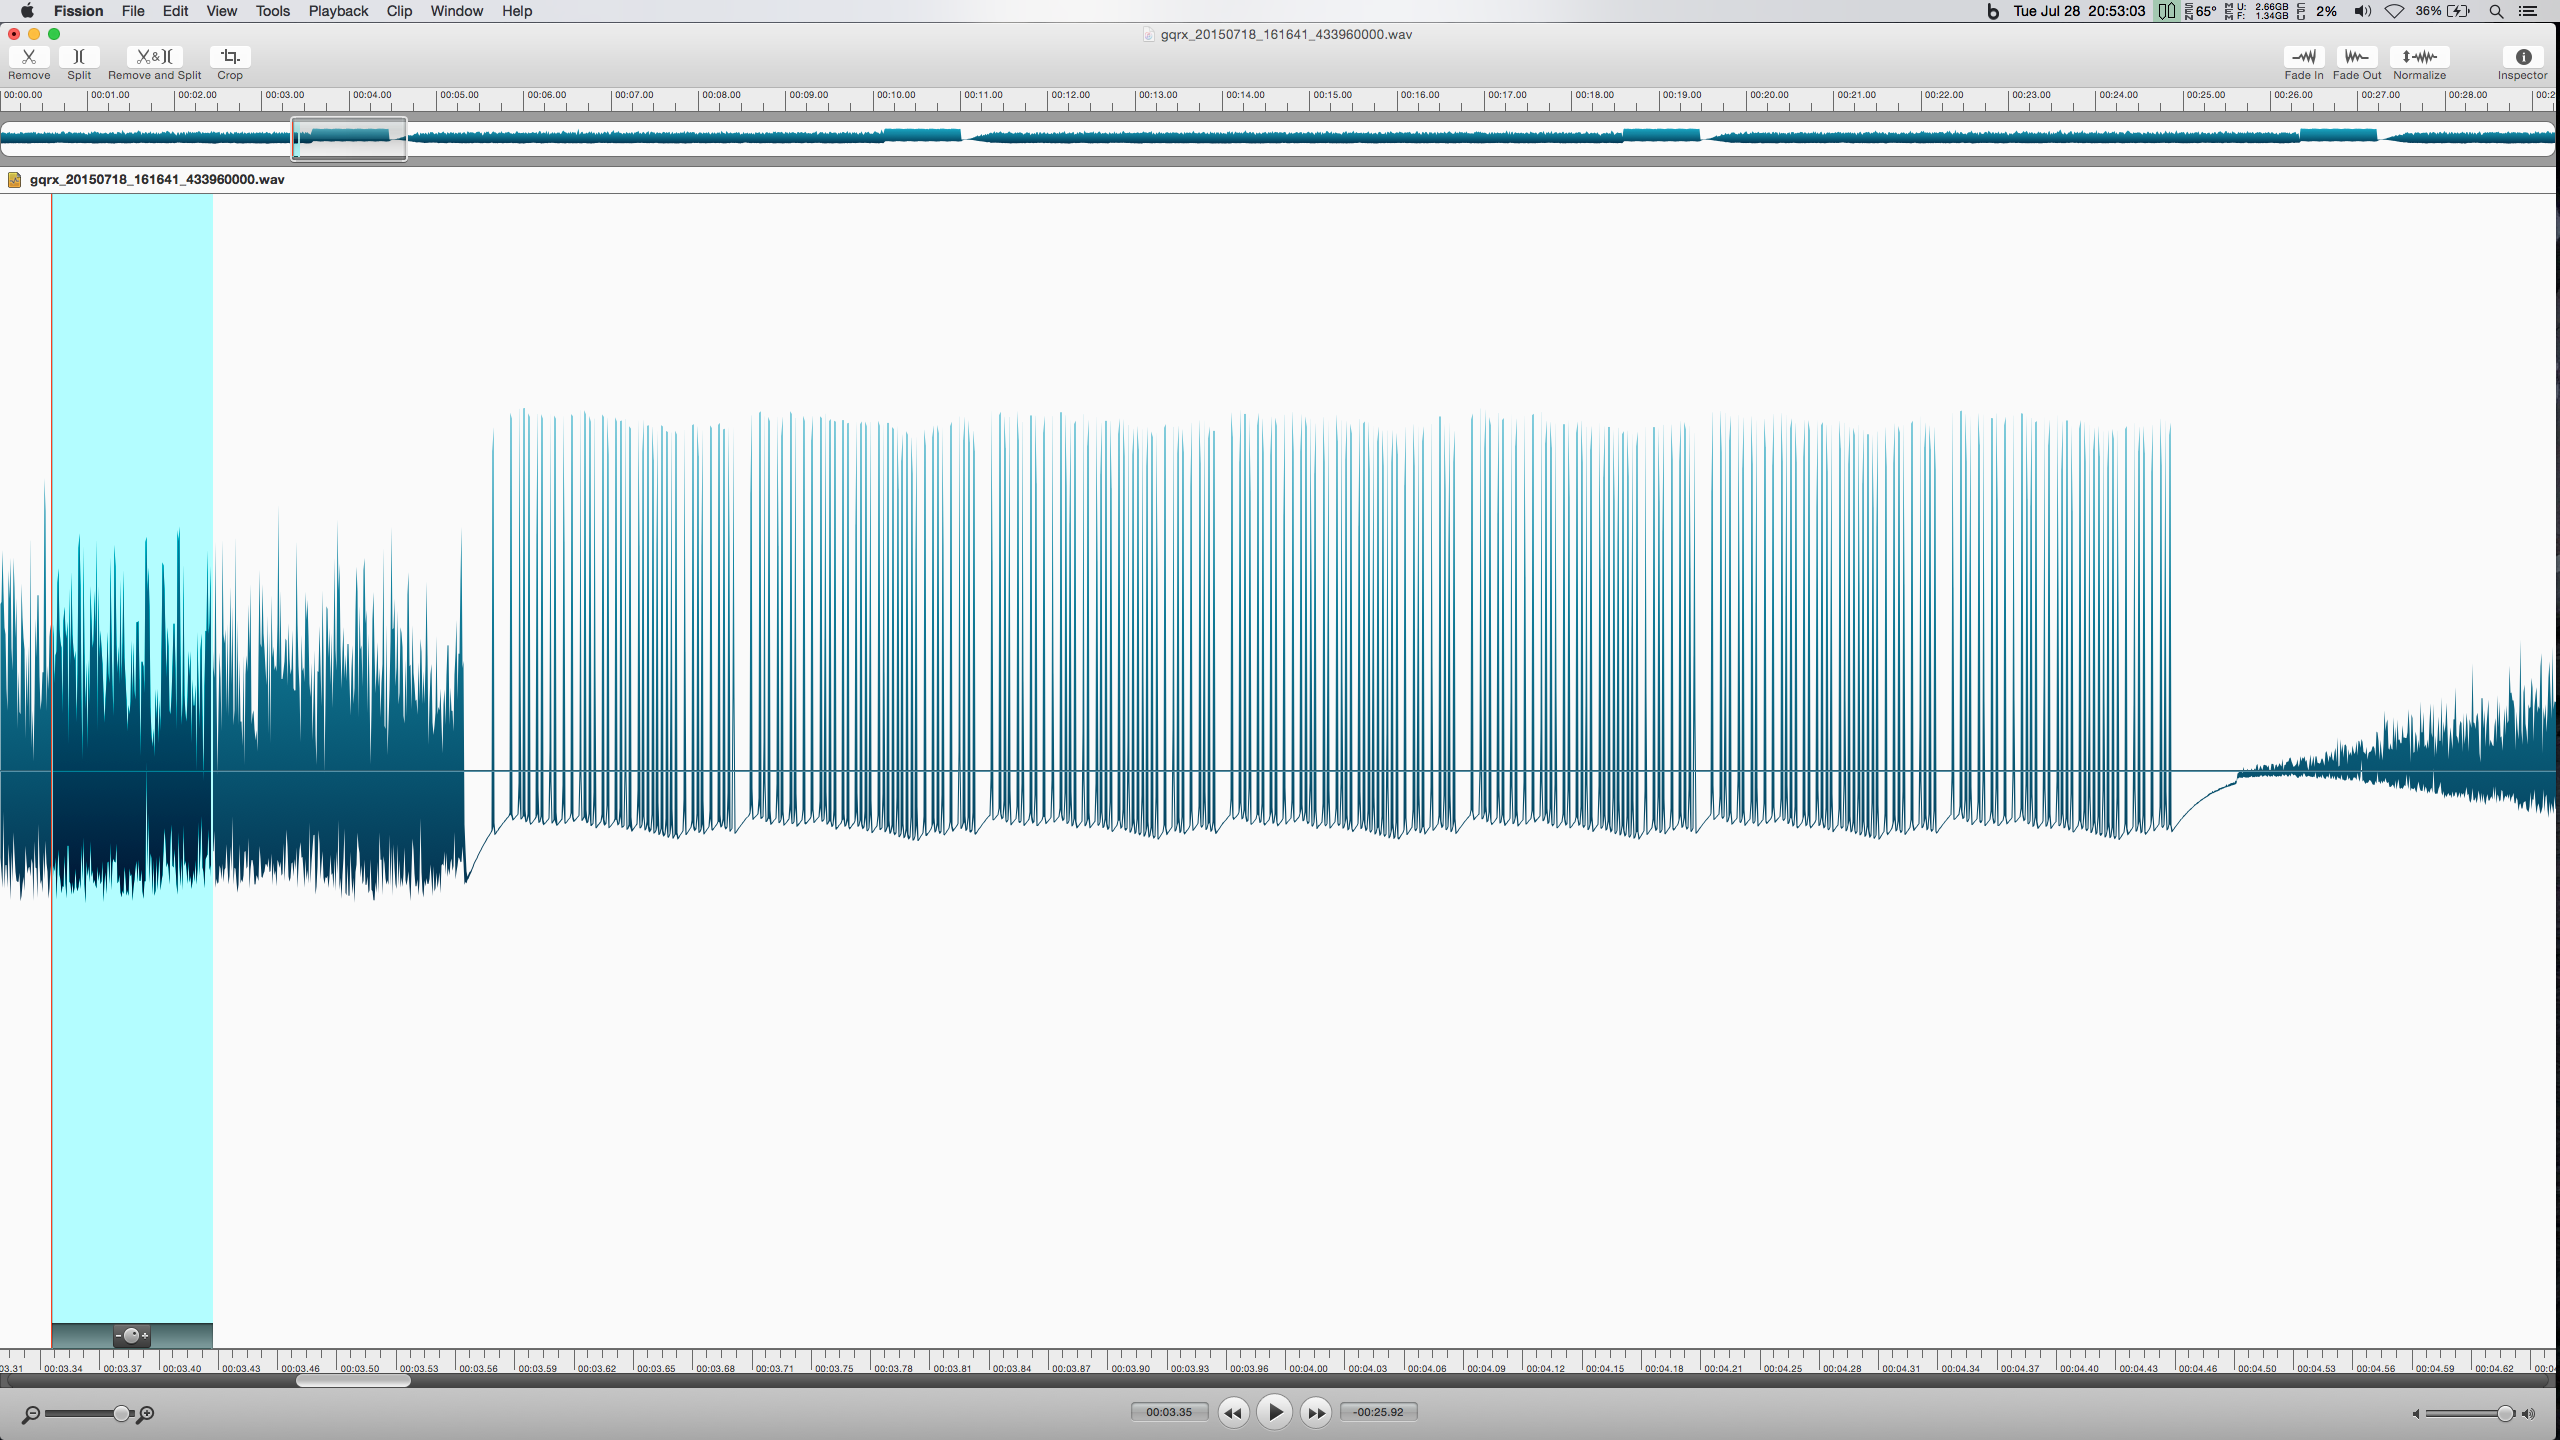 Fission File Edit View Tools Playback Clip Window Help
b Tue Jul 28 20:53:03 SEN 65° MEM U: 2.66GB F: 1.34GB CPU 2% 36%
gqrx_20150718_161641_433960000.wav
Remove Split Remove and Split Crop Fade In Fade Out Normalize Inspector
00:00.00 00:01.00 00:02.00 00:03.00 00:04.00 00:05.00 00:06.00 00:07.00 00:08.00 00:09.00 00:10.00 00:11.00 00:12.00 00:13.00 00:14.00 00:15.00 00:16.00 00:17.00 00:18.00 00:19.00 00:20.00 00:21.00 00:22.00 00:23.00 00:24.00 00:25.00 00:26.00 00:27.00 00:28.00 00:2
gqrx_20150718_161641_433960000.wav
03.31 00:03.34 00:03.37 00:03.40 00:03.43 00:03.46 00:03.50 00:03.53 00:03.56 00:03.59 00:03.62 00:03.65 00:03.68 00:03.71 00:03.75 00:03.78 00:03.81 00:03.84 00:03.87 00:03.90 00:03.93 00:03.96 00:04.00 00:04.03 00:04.06 00:04.09 00:04.12 00:04.15 00:04.18 00:04.21 00:04.25 00:04.28 00:04.31 00:04.34 00:04.37 00:04.40 00:04.43 00:04.46 00:04.50 00:04.53 00:04.56 00:04.59 00:04.62 00:04
00:03.35 -00:25.92